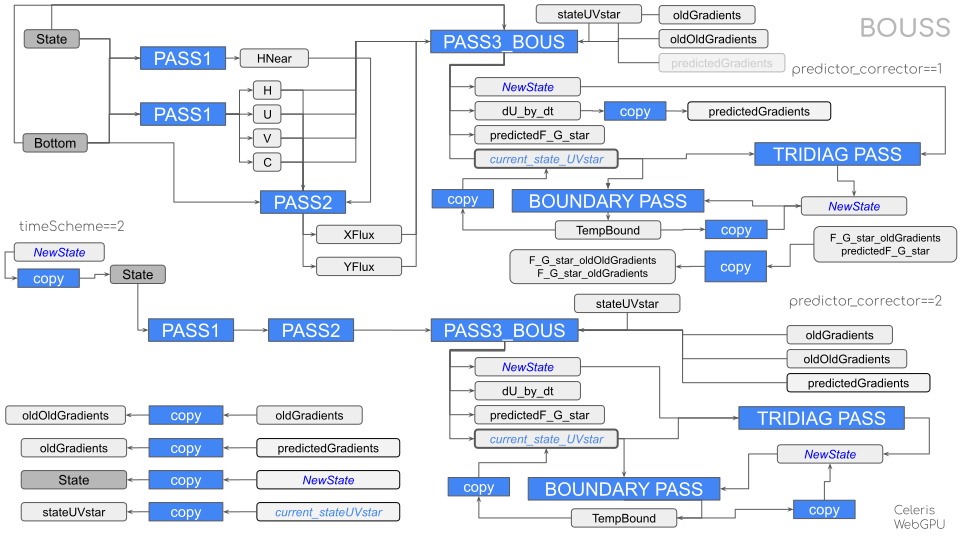 BOUSS
State
PASS1
HNear
PASS1
H
U
V
C
Bottom
PASS2
XFlux
YFlux
PASS3_BOUS
stateUVstar
oldGradients
oldOldGradients
predictedGradients
predictor_corrector==1
NewState
dU_by_dt
copy
predictedGradients
predictedF_G_star
current_state_UVstar
TRIDIAG PASS
copy
BOUNDARY PASS
NewState
TempBound
copy
F_G_star_oldOldGradients
F_G_star_oldGradients
copy
F_G_star_oldGradients
predictedF_G_star
timeScheme==2
NewState
copy
State
PASS1
PASS2
PASS3_BOUS
stateUVstar
predictor_corrector==2
oldGradients
oldOldGradients
predictedGradients
NewState
dU_by_dt
predictedF_G_star
current_state_UVstar
TRIDIAG PASS
NewState
copy
BOUNDARY PASS
TempBound
copy
oldOldGradients
copy
oldGradients
oldGradients
copy
predictedGradients
State
copy
NewState
stateUVstar
copy
current_stateUVstar
Celeris
WebGPU